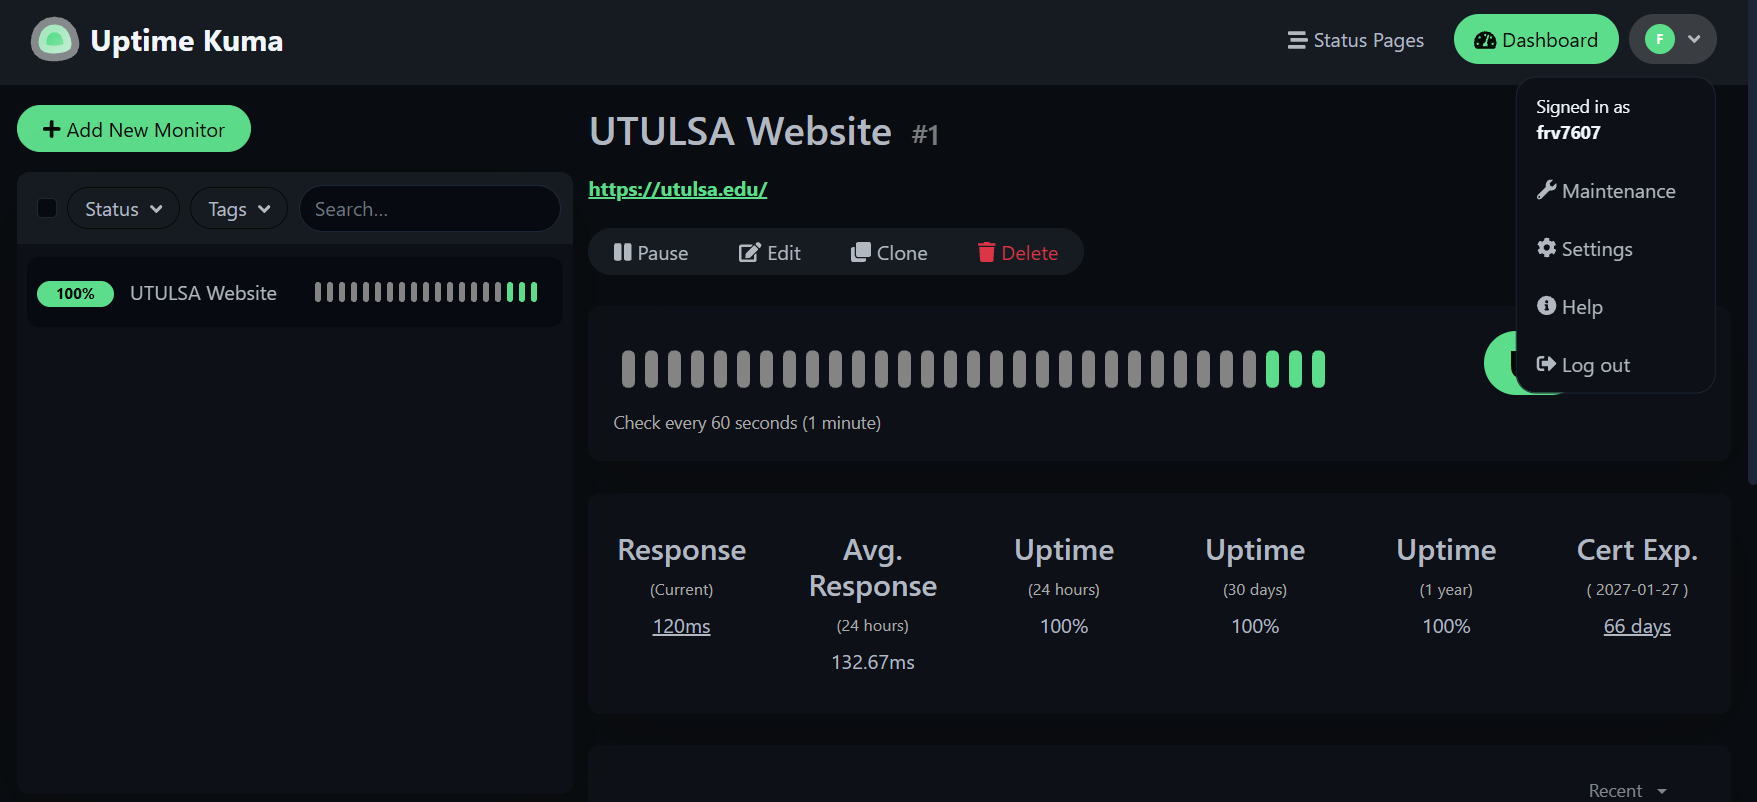 Uptime Kuma
Status Pages
Dashboard
F
Signed in as
frv7607
Maintenance
Settings
Help
Log out
Add New Monitor
Status
Tags
Search...
100%
UTULSA Website
UTULSA Website #1
https://utulsa.edu/
Pause
Edit
Clone
Delete
Check every 60 seconds (1 minute)
Response
(Current)
120ms
Avg.
Response
(24 hours)
132.67ms
Uptime
(24 hours)
100%
Uptime
(30 days)
100%
Uptime
(1 year)
100%
Cert Exp.
( 2027-01-27 )
66 days
Recent